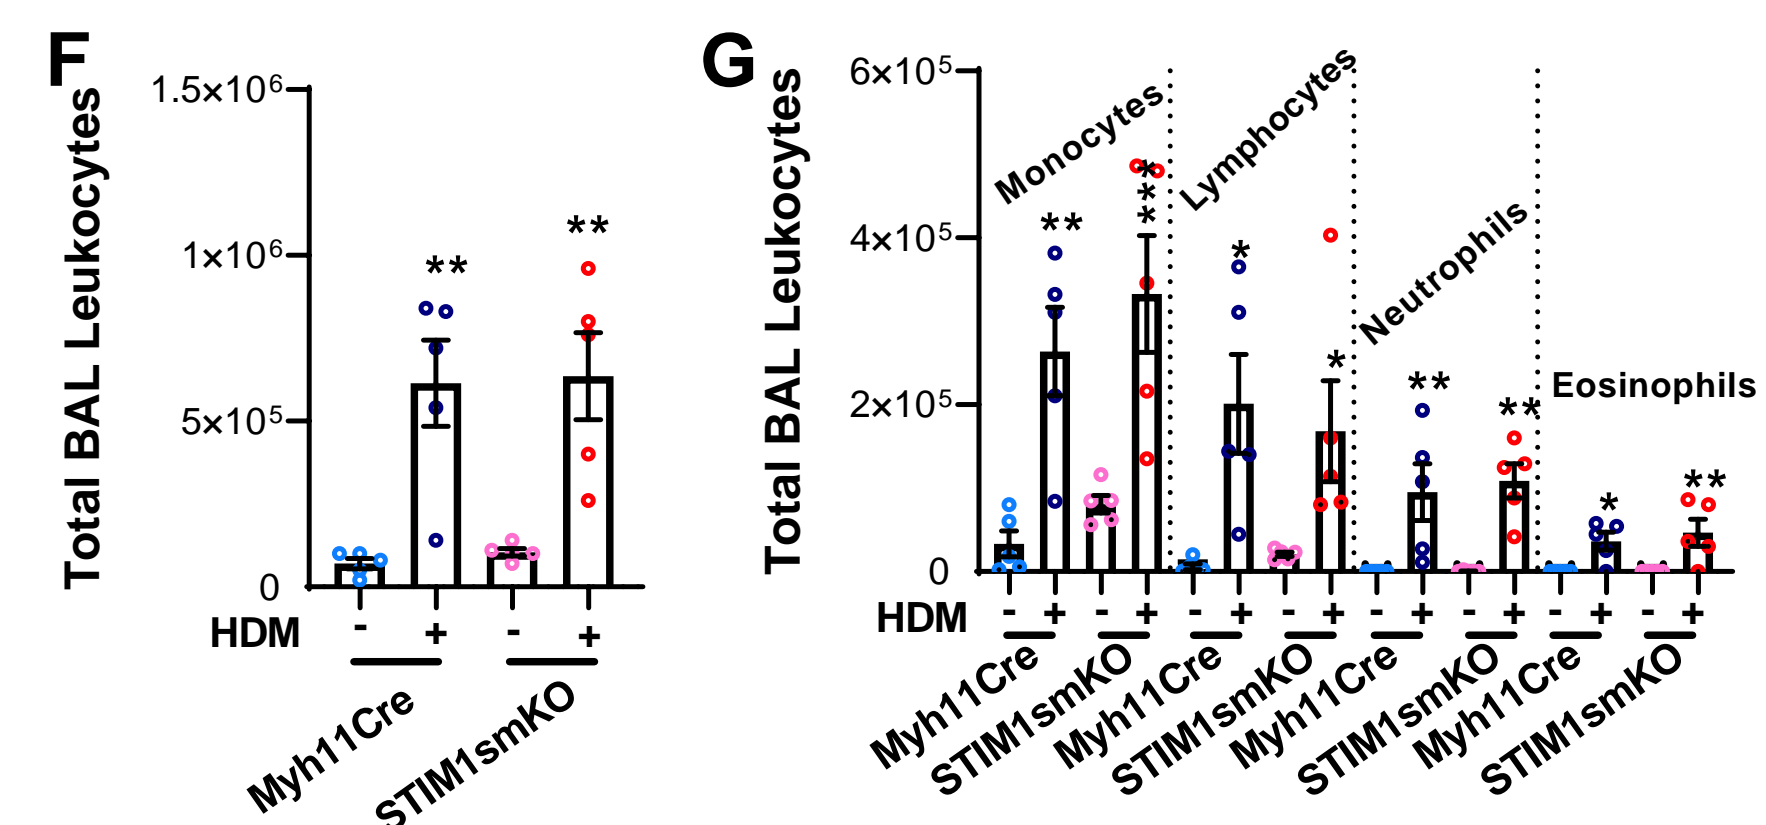 F
Total BAL Leukocytes
1.5×10⁶
1×10⁶
5×10⁵
0
**
**
HDM - + - +
Myh11Cre
STIM1smKO
G
Total BAL Leukocytes
6×10⁵
4×10⁵
2×10⁵
0
Monocytes
Lymphocytes
Neutrophils
Eosinophils
**
***
*
*
**
**
*
**
HDM - + - + - + - + - + - + - + - +
Myh11Cre
STIM1smKO
Myh11Cre
STIM1smKO
Myh11Cre
STIM1smKO
Myh11Cre
STIM1smKO